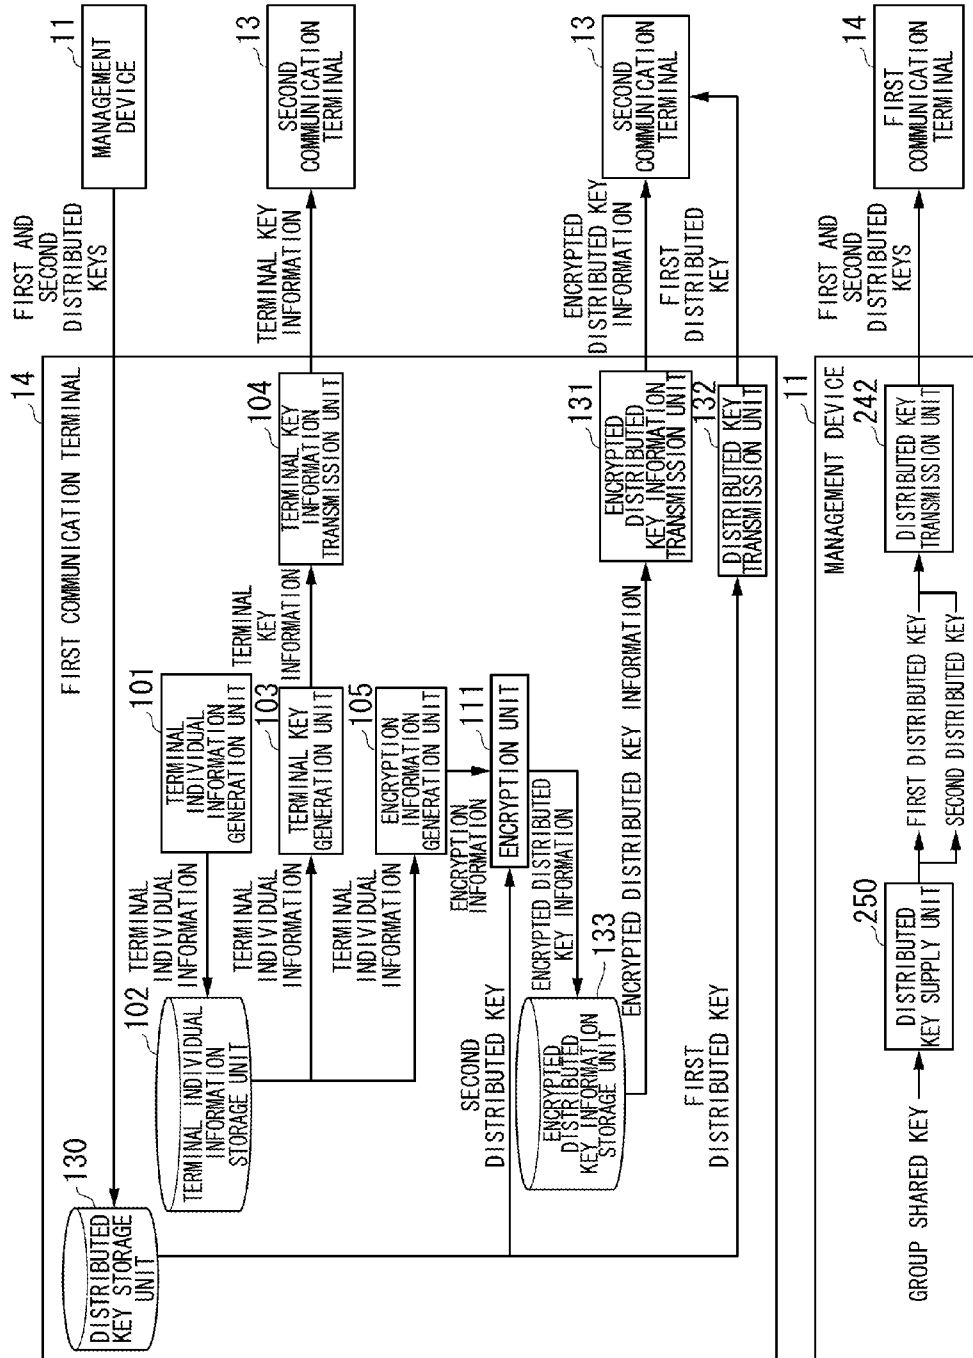 14
FIRST COMMUNICATION TERMINAL
130
DISTRIBUTED
KEY STORAGE
UNIT
FIRST AND
SECOND
DISTRIBUTED
KEYS
11
MANAGEMENT
DEVICE
102
TERMINAL INDIVIDUAL
INFORMATION
STORAGE UNIT
TERMINAL
INDIVIDUAL
INFORMATION
101
TERMINAL
INDIVIDUAL
INFORMATION
GENERATION UNIT
TERMINAL
INDIVIDUAL
INFORMATION
103
TERMINAL KEY
GENERATION UNIT
TERMINAL
KEY
INFORMATION
104
TERMINAL KEY
INFORMATION
TRANSMISSION UNIT
TERMINAL KEY
INFORMATION
13
SECOND
COMMUNICATION
TERMINAL
TERMINAL
INDIVIDUAL
INFORMATION
105
ENCRYPTION
INFORMATION
GENERATION UNIT
ENCRYPTION
INFORMATION
SECOND
DISTRIBUTED KEY
111
ENCRYPTION UNIT
ENCRYPTED DISTRIBUTED
KEY INFORMATION
133
ENCRYPTED
DISTRIBUTED
KEY INFORMATION
STORAGE UNIT
ENCRYPTED DISTRIBUTED KEY INFORMATION
131
ENCRYPTED
DISTRIBUTED
KEY INFORMATION
TRANSMISSION UNIT
ENCRYPTED
DISTRIBUTED KEY
INFORMATION
13
SECOND
COMMUNICATION
TERMINAL
FIRST
DISTRIBUTED KEY
132
DISTRIBUTED KEY
TRANSMISSION UNIT
FIRST
DISTRIBUTED
KEY
11
MANAGEMENT DEVICE
GROUP SHARED KEY
250
DISTRIBUTED
KEY SUPPLY UNIT
FIRST DISTRIBUTED KEY
SECOND DISTRIBUTED KEY
242
DISTRIBUTED KEY
TRANSMISSION UNIT
FIRST AND
SECOND
DISTRIBUTED
KEYS
14
FIRST
COMMUNICATION
TERMINAL